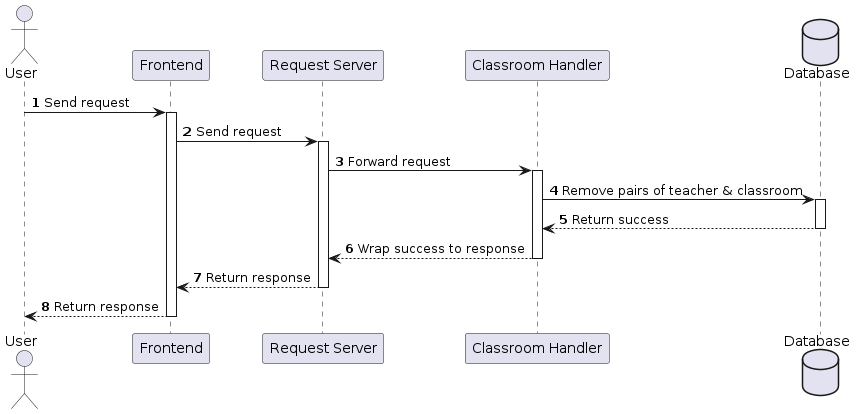 User
Frontend
Request Server
Classroom Handler
Database
1 Send request
2 Send request
3 Forward request
4 Remove pairs of teacher & classroom
5 Return success
6 Wrap success to response
7 Return response
8 Return response
User
Frontend
Request Server
Classroom Handler
Database